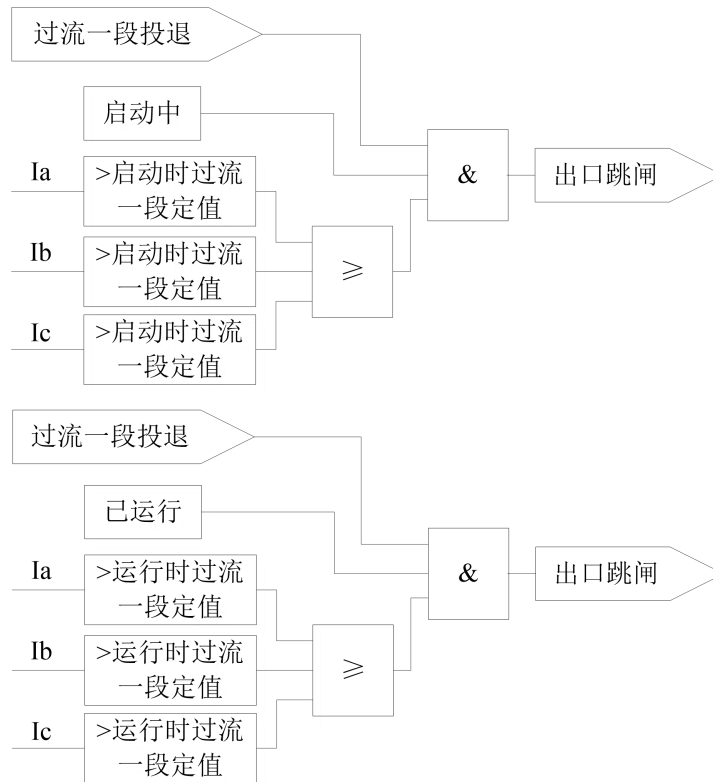 过流一段投退
启动中
&
出口跳闸
Ia
>启动时过流
一段定值
Ib
>启动时过流
一段定值
≥
Ic
>启动时过流
一段定值
过流一段投退
已运行
&
出口跳闸
Ia
>运行时过流
一段定值
Ib
>运行时过流
一段定值
≥
Ic
>运行时过流
一段定值